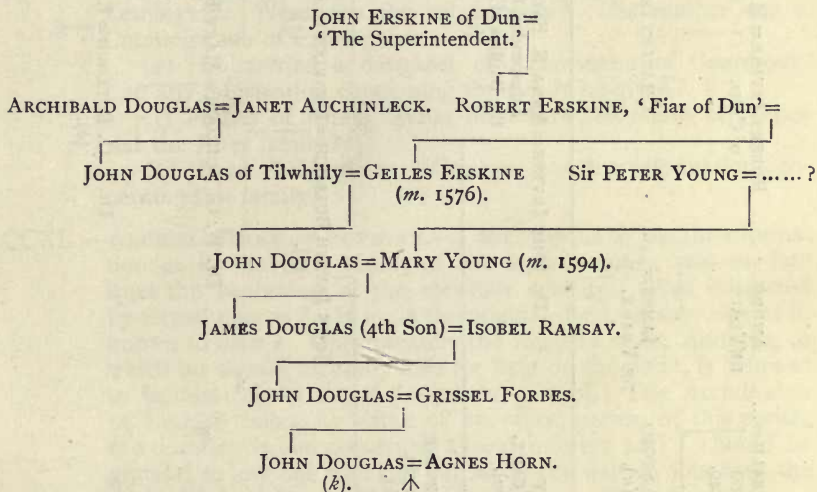 JOHN ERSKINE of Dun=
‘The Superintendent.’
ARCHIBALD DOUGLAS=JANET AUCHINLECK. ROBERT ERSKINE, ‘Fiar of Dun’=
JOHN DOUGLAS of Tilwhilly=GEILES ERSKINE Sir PETER YOUNG=......?
(m. 1576).
JOHN DOUGLAS=MARY YOUNG (m. 1594).
JAMES DOUGLAS (4th Son)=ISOBEL RAMSAY.
JOHN DOUGLAS=GRISSEL FORBES.
JOHN DOUGLAS=AGNES HORN.
(k).